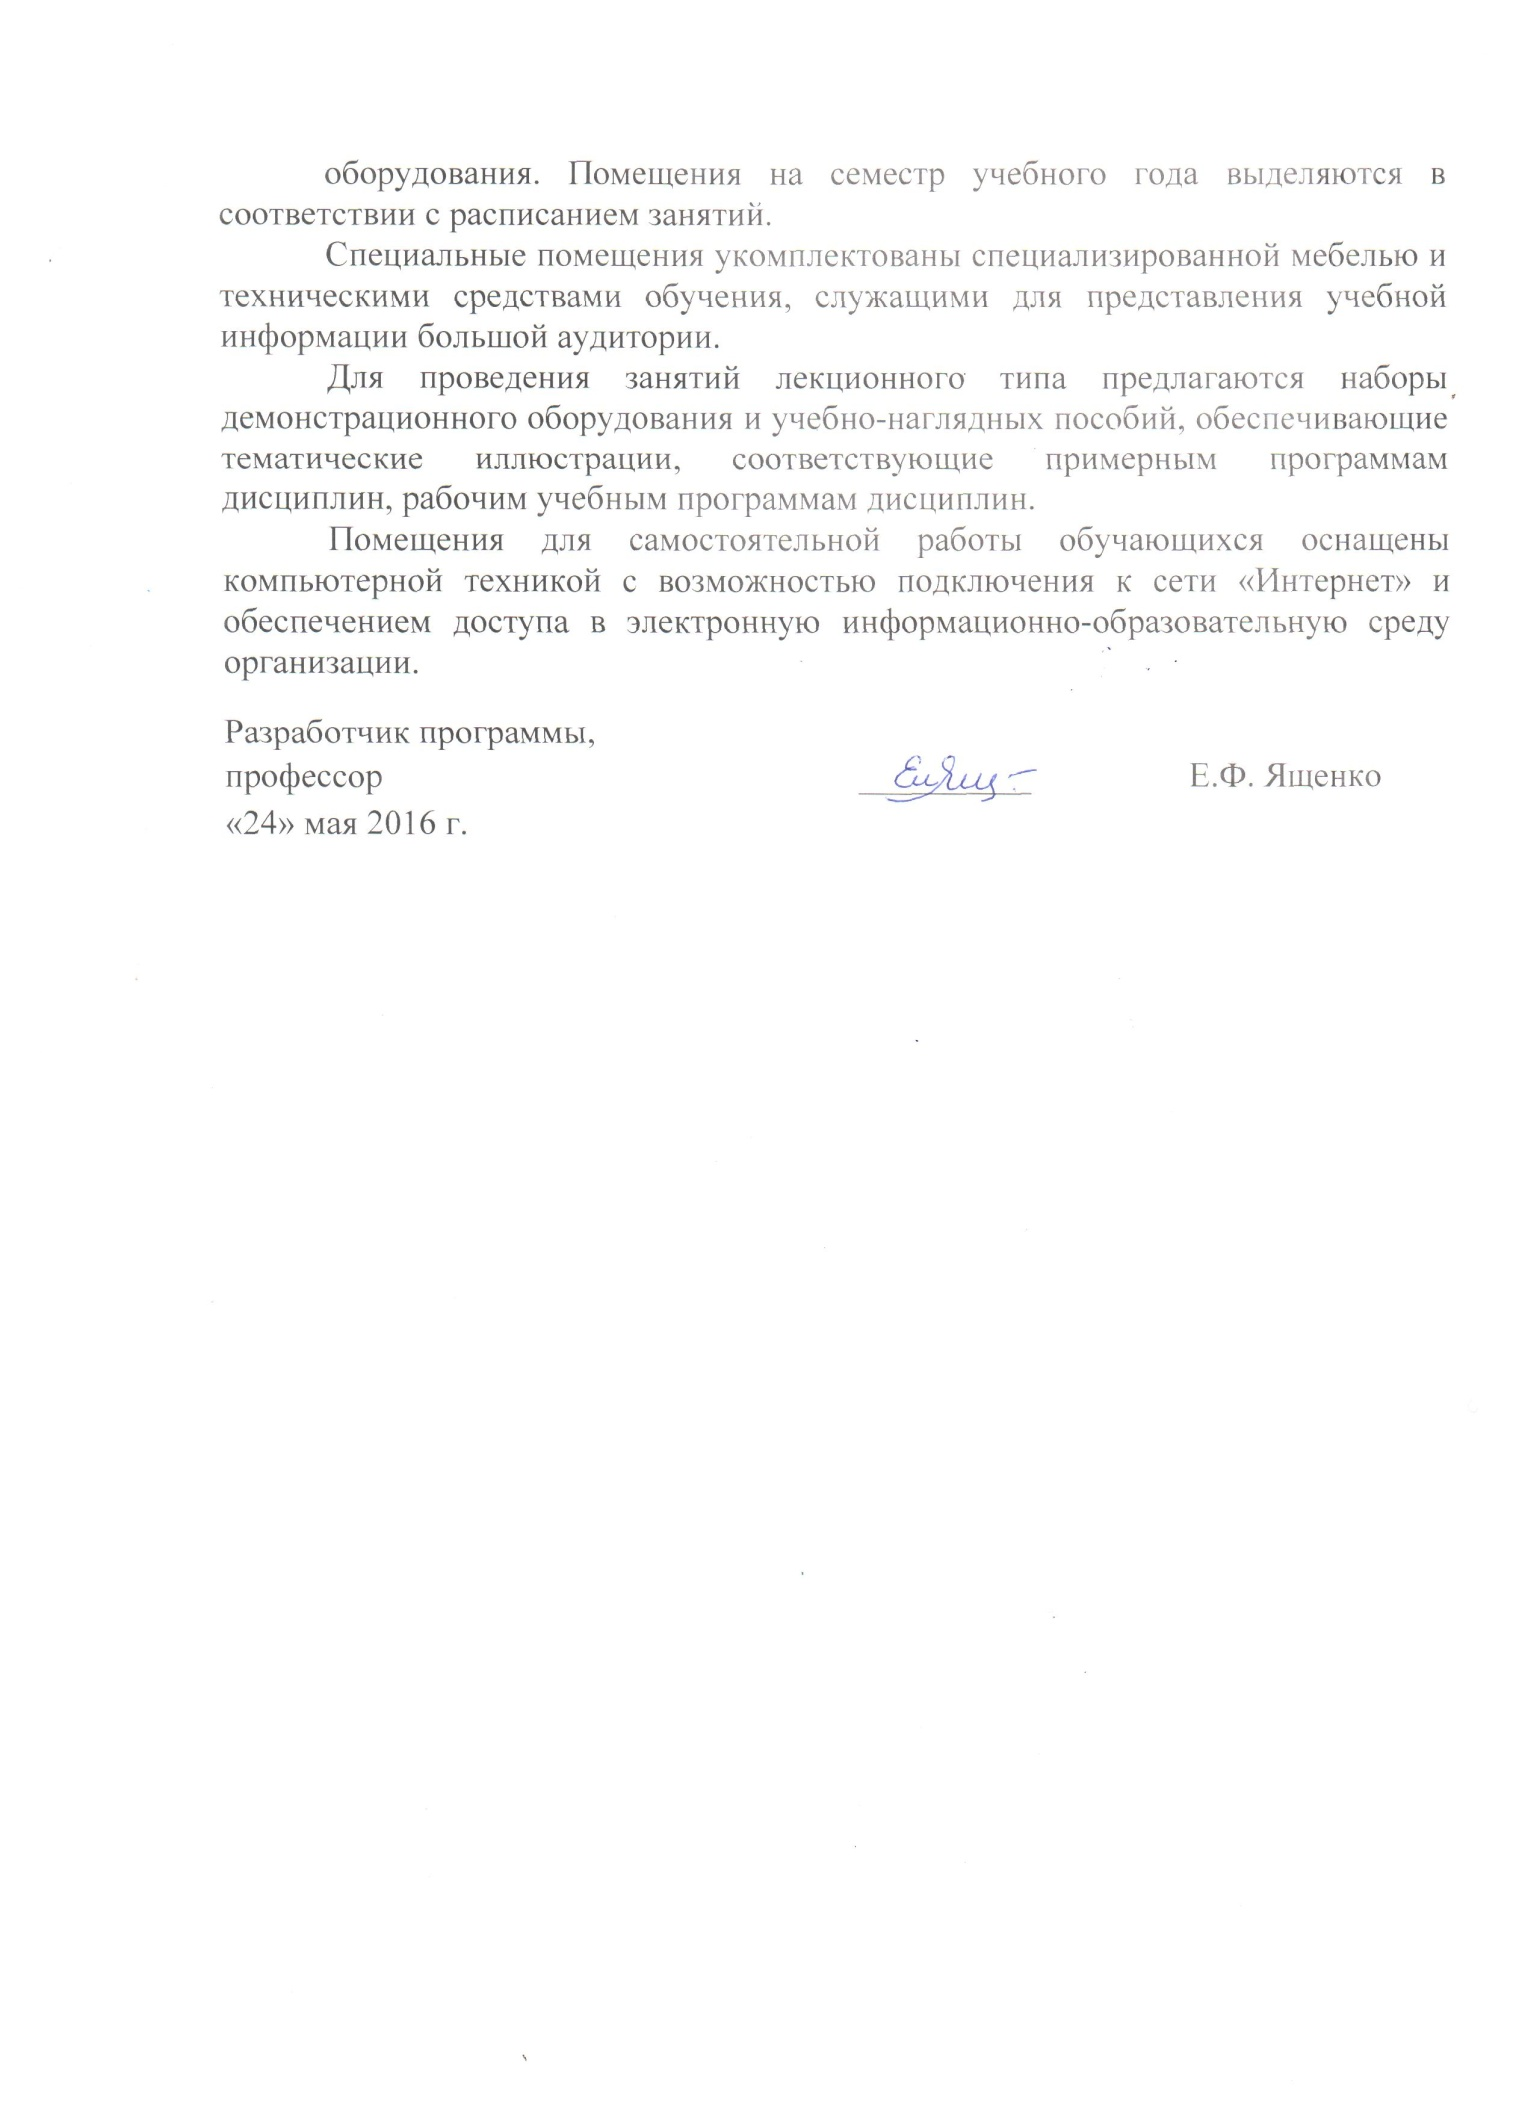 оборудования. Помещения на семестр учебного года выделяются в
соответствии с расписанием занятий.
Специальные помещения укомплектованы специализированной мебелью и
техническими средствами обучения, служащими для представления учебной
информации большой аудитории.
Для проведения занятий лекционного типа предлагаются наборы
демонстрационного оборудования и учебно-наглядных пособий, обеспечивающие
тематические иллюстрации, соответствующие примерным программам
дисциплин, рабочим учебным программам дисциплин.
Помещения для самостоятельной работы обучающихся оснащены
компьютерной техникой с возможностью подключения к сети «Интернет» и
обеспечением доступа в электронную информационно-образовательную среду
организации.
Разработчик программы,
профессор Е.Ф. Ященко
«24» мая 2016 г.